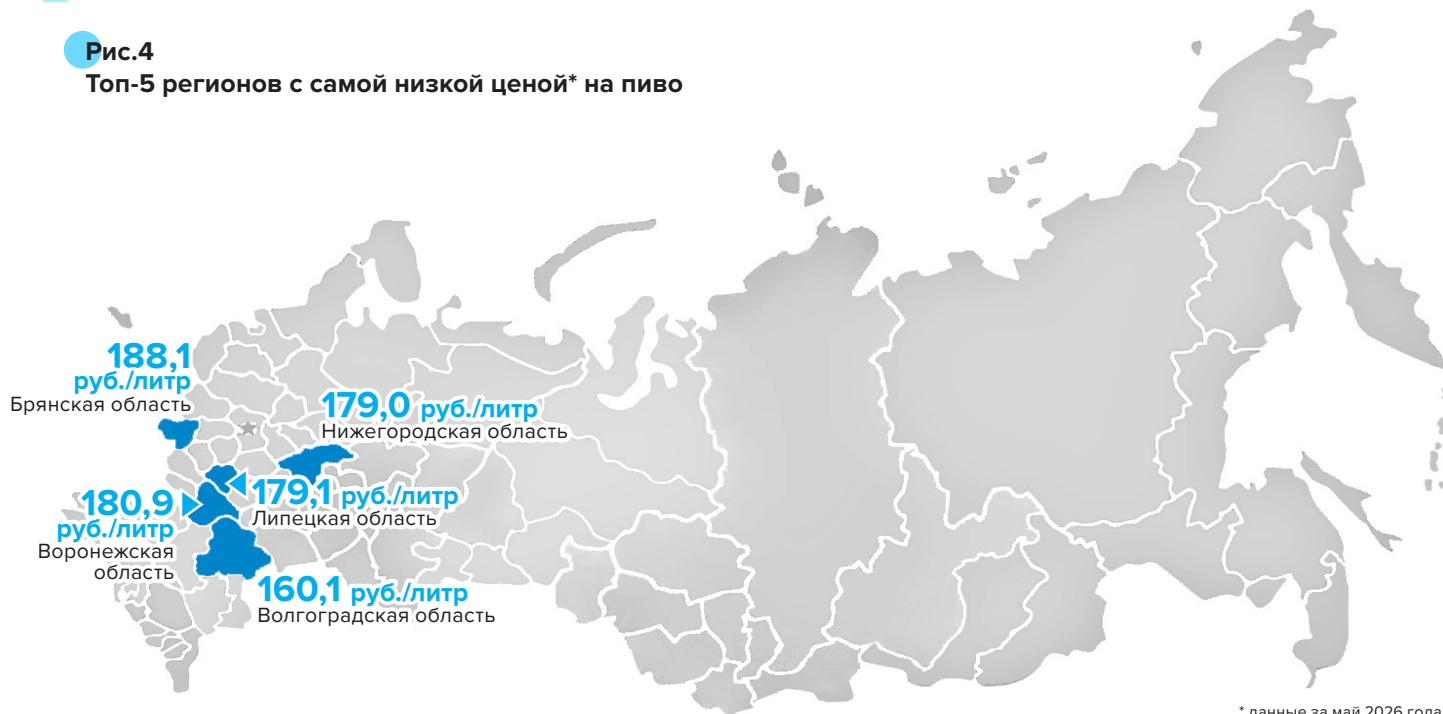 Рис.4
Топ-5 регионов с самой низкой ценой* на пиво
188,1
руб./литр
Брянская область
179,0 руб./литр
Нижегородская область
179,1 руб./литр
Липецкая область
180,9
руб./литр
Воронежская
область
160,1 руб./литр
Волгоградская область
* данные за май 2026 года